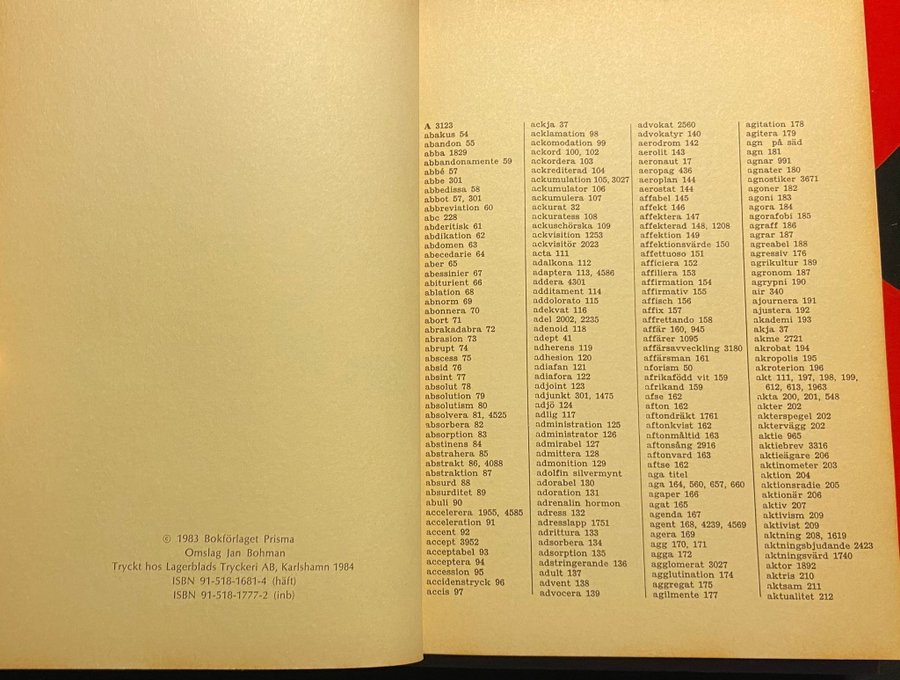 © 1983 Bokförlaget Prisma
Omslag Jan Bohman
Tryckt hos Lagerblads Tryckeri AB, Karlshamn 1984
ISBN 91-518-1681-4 (häft)
ISBN 91-518-1777-2 (inb)
A 3123
abakus 54
abandon 55
abba 1829
abbandonamente 59
abbé 57
abbe 301
abbedissa 58
abbot 57, 301
abbreviation 60
abc 228
abderitisk 61
abdikation 62
abdomen 63
abecedarie 64
aber 65
abessinier 67
abiturient 66
ablation 68
abnorm 69
abonnera 70
abort 71
abrakadabra 72
abrasion 73
abrupt 74
abscess 75
absid 76
absint 77
absolut 78
absolution 79
absolutism 80
absolvera 81, 4525
absorbera 82
absorption 83
abstinens 84
abstrahera 85
abstrakt 86, 4088
abstraktion 87
absurd 88
absurditet 89
abuli 90
accelerera 1955, 4585
acceleration 91
accent 92
accept 3952
acceptabel 93
acceptera 94
accession 95
accidenstryck 96
accis 97
ackja 37
acklamation 98
ackomodation 99
ackord 100, 102
ackordera 103
ackrediterad 104
ackumulation 105, 3027
ackumulator 106
ackumulera 107
ackurat 32
ackuratess 108
ackuschörska 109
ackvisition 1253
ackvisitör 2023
acta 111
adalkona 112
adaptera 113, 4586
addera 4301
additament 114
addolorato 115
adekvat 116
adel 2002, 2235
adenoid 118
adept 41
adherens 119
adhesion 120
adiafan 121
adiafora 122
adjoint 123
adjunkt 301, 1475
adjö 124
adlig 117
administration 125
administrator 126
admirabel 127
admittera 128
admonition 129
adolfin silvermynt
adorabel 130
adoration 131
adrenalin hormon
adress 132
adresslapp 1751
adrittura 133
adsorbera 134
adsorption 135
adstringerande 136
adult 137
advent 138
advocera 139
advokat 2560
advokatyr 140
aerodrom 142
aerolit 143
aeronaut 17
aeropag 436
aeroplan 144
aerostat 144
affabel 145
affekt 146
affektera 147
affekterad 148, 1208
affektion 149
affektionsvärde 150
affettuoso 151
afficiera 152
affiliera 153
affirmation 154
affirmativ 155
affisch 156
affix 157
affrettando 158
affär 160, 945
affärer 1095
affärsavveckling 3180
affärsman 161
aforism 50
afrikafödd vit 159
afrikand 159
afse 162
afton 162
aftondräkt 1761
aftonkvist 162
aftonmåltid 163
aftonsång 2916
aftonvard 163
aftse 162
aga titel
aga 164, 560, 657, 660
agaper 166
agat 165
agenda 167
agent 168, 4239, 4569
agera 169
agg 170, 171
agga 172
agglomerat 3027
agglutination 174
aggregat 175
agilmente 177
agitation 178
agitera 179
agn på säd
agn 181
agnar 991
agnater 180
agnostiker 3671
agoner 182
agoni 183
agora 184
agorafobi 185
agraff 186
agrar 187
agreabel 188
agressiv 176
agrikultur 189
agronom 187
agrypni 190
air 340
ajournera 191
ajustera 192
akademi 193
akja 37
akme 2721
akrobat 194
akropolis 195
akroterion 196
akt 111, 197, 198, 199,
612, 613, 1963
akta 200, 201, 548
akter 202
akterspegel 202
aktervägg 202
aktie 965
aktiebrev 3316
aktieägare 206
aktinometer 203
aktion 204
aktionsradie 205
aktionär 206
aktiv 207
aktivism 209
aktivist 209
aktning 208, 1619
aktningsbjudande 2423
aktningsvärd 1740
aktor 1892
aktris 210
aktsam 211
aktualitet 212